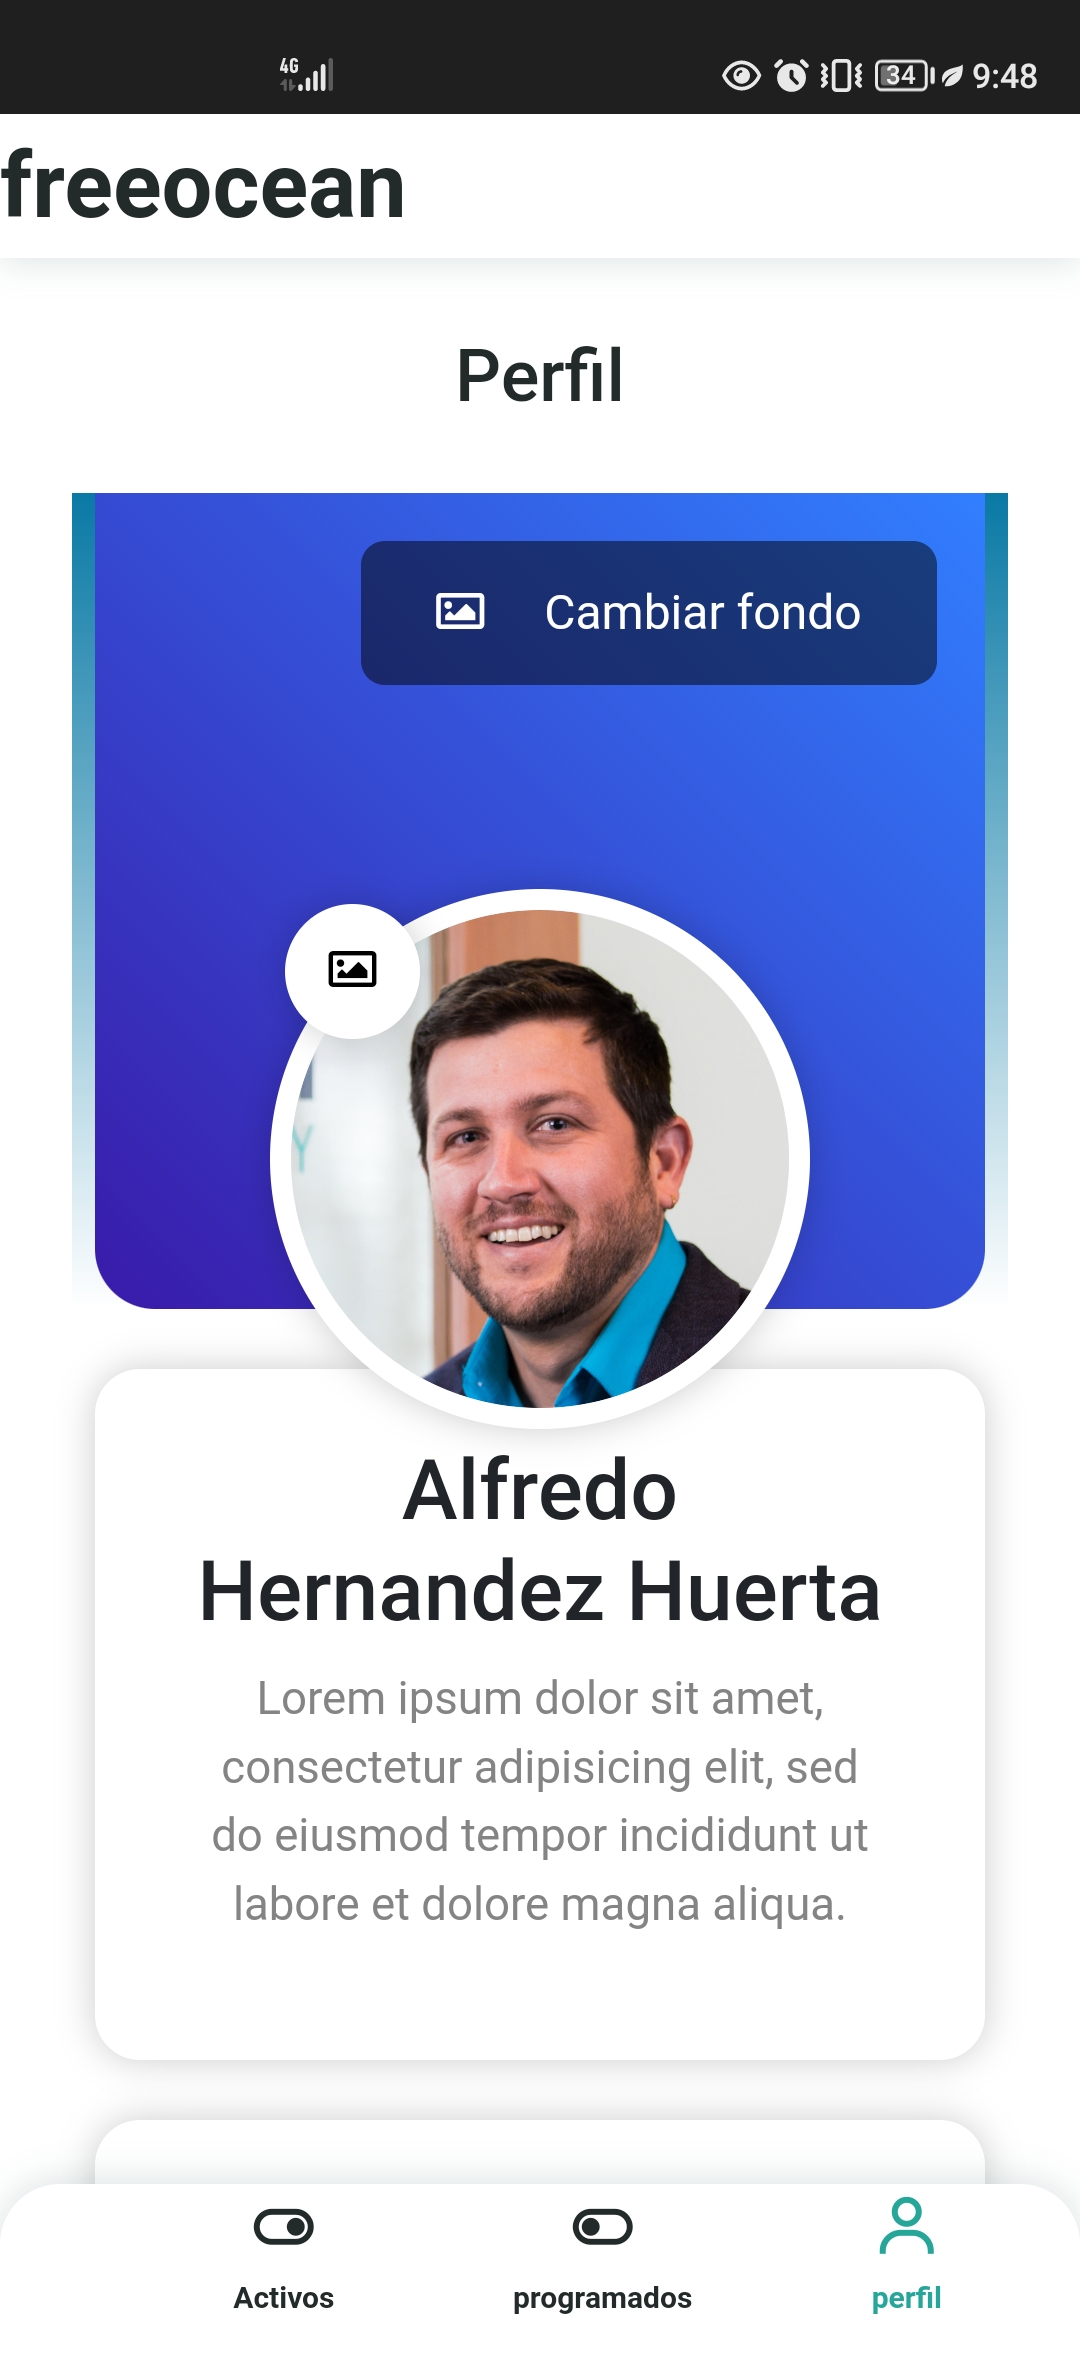 4G 34 9:48
freeocean
Perfil
Cambiar fondo
Y
Alfredo
Hernandez Huerta
Lorem ipsum dolor sit amet,
consectetur adipisicing elit, sed
do eiusmod tempor incididunt ut
labore et dolore magna aliqua.
Activos programados perfil